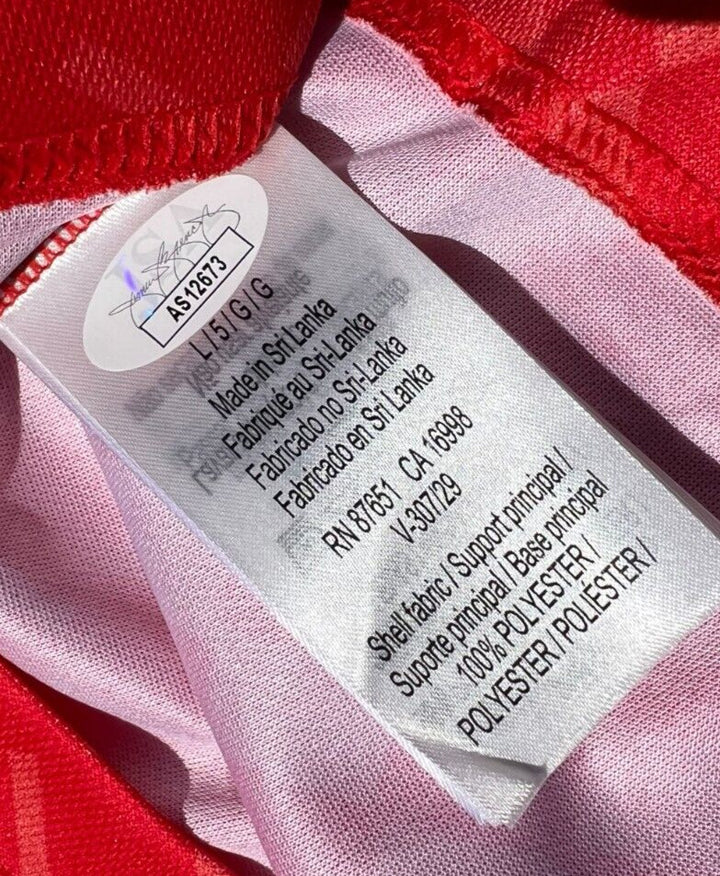 JSA
AS12673
L / 5 / G / G
Made in Sri Lanka
Fabriqué au Sri-Lanka
Fabricado no Sri-Lanka
Fabricado en Sri Lanka
RN 87651 CA 16998
V-307/29
Shell fabric / Support principal /
Suporte principal / Base principal
100% POLYESTER /
POLYESTER / POLIÉSTER /